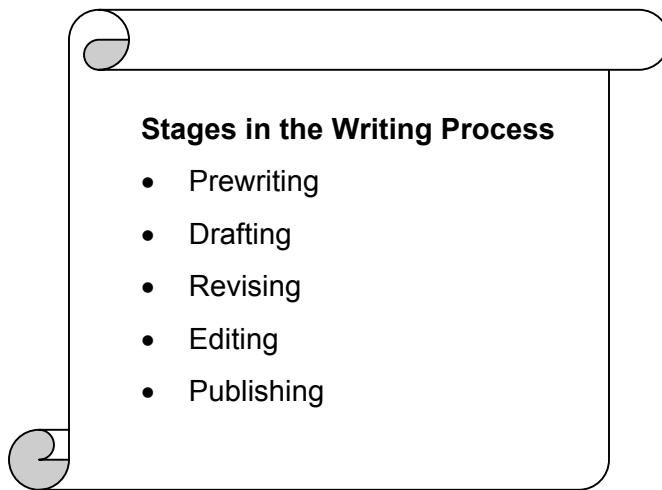 Stages in the Writing Process
• Prewriting
• Drafting
• Revising
• Editing
• Publishing